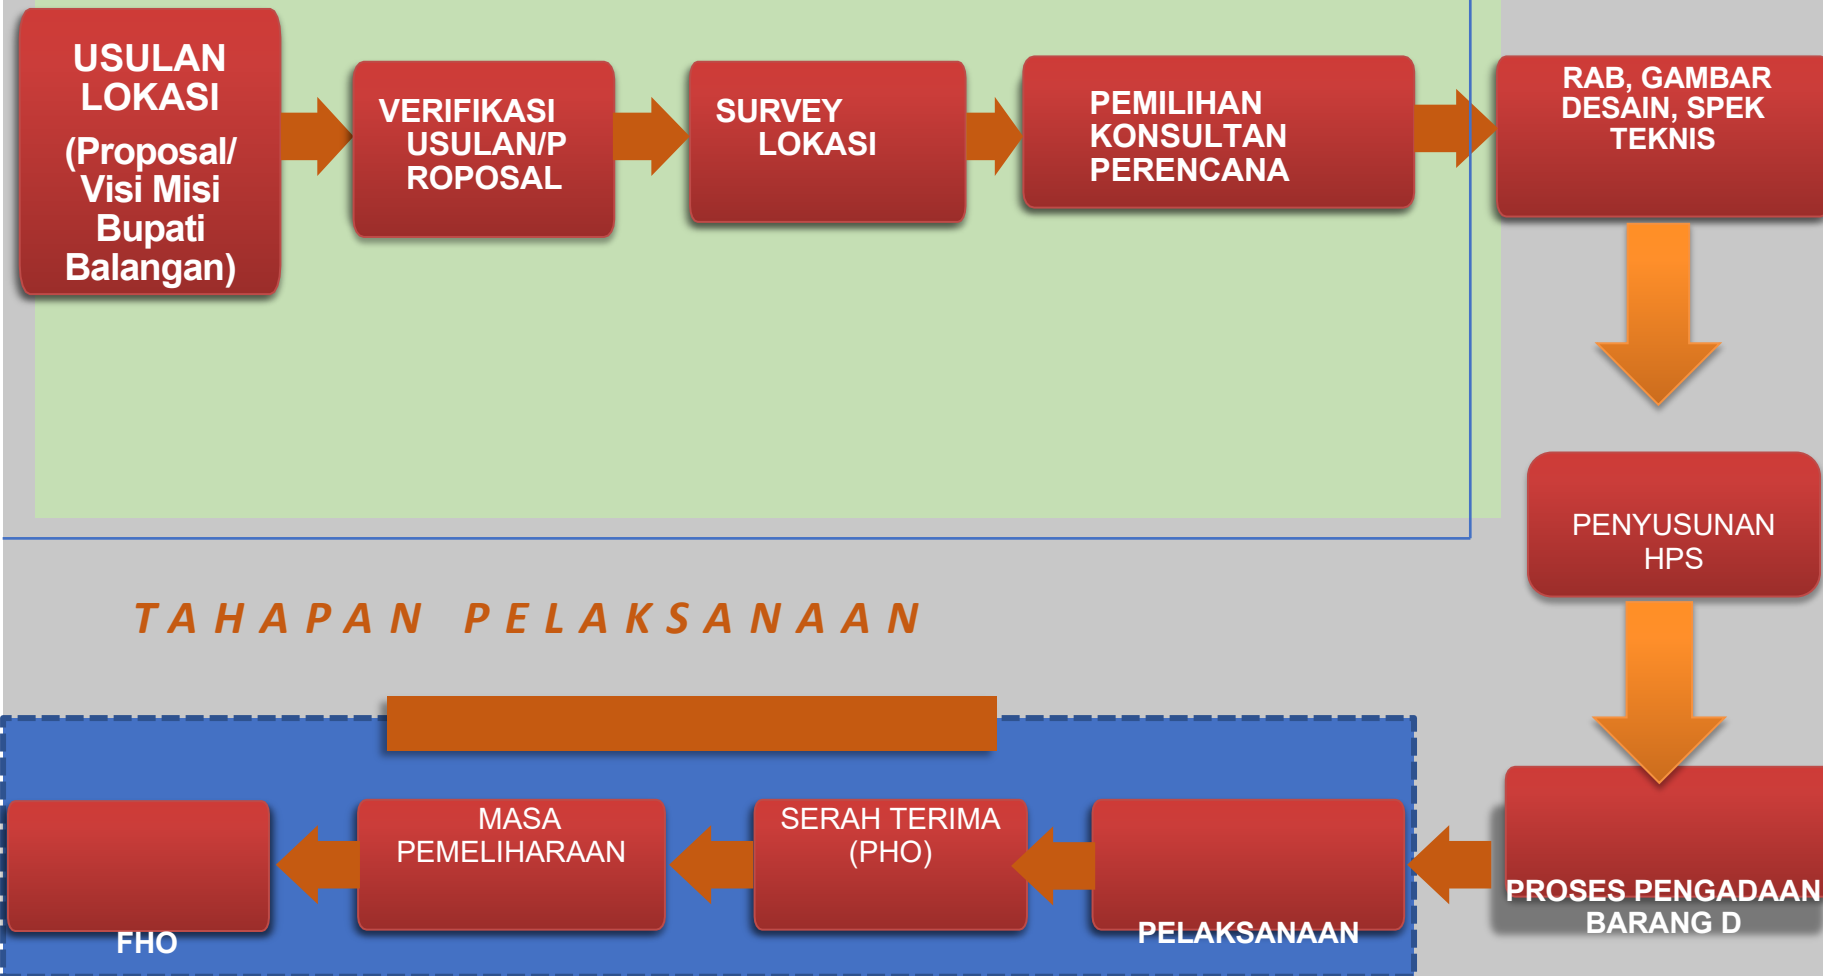 USULAN
LOKASI
(Proposal/
Visi Misi
Bupati
Balangan)
VERIFIKASI
USULAN/P
ROPOSAL
SURVEY
LOKASI
PEMILIHAN
KONSULTAN
PERENCANA
RAB, GAMBAR
DESAIN, SPEK
TEKNIS
PENYUSUNAN
HPS
TAHAPAN PELAKSANAAN
PROSES PENGADAAN
BARANG D
PELAKSANAAN
SERAH TERIMA
(PHO)
MASA
PEMELIHARAAN
FHO